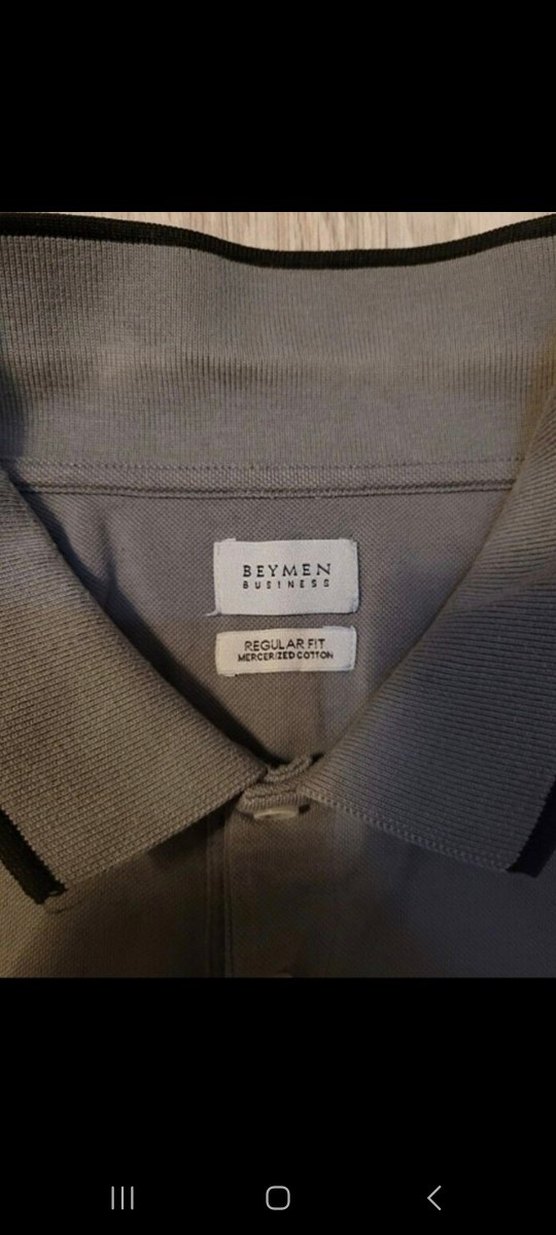 BEYMEN
BUSINESS
REGULAR FIT
MERCERIZED COTTON